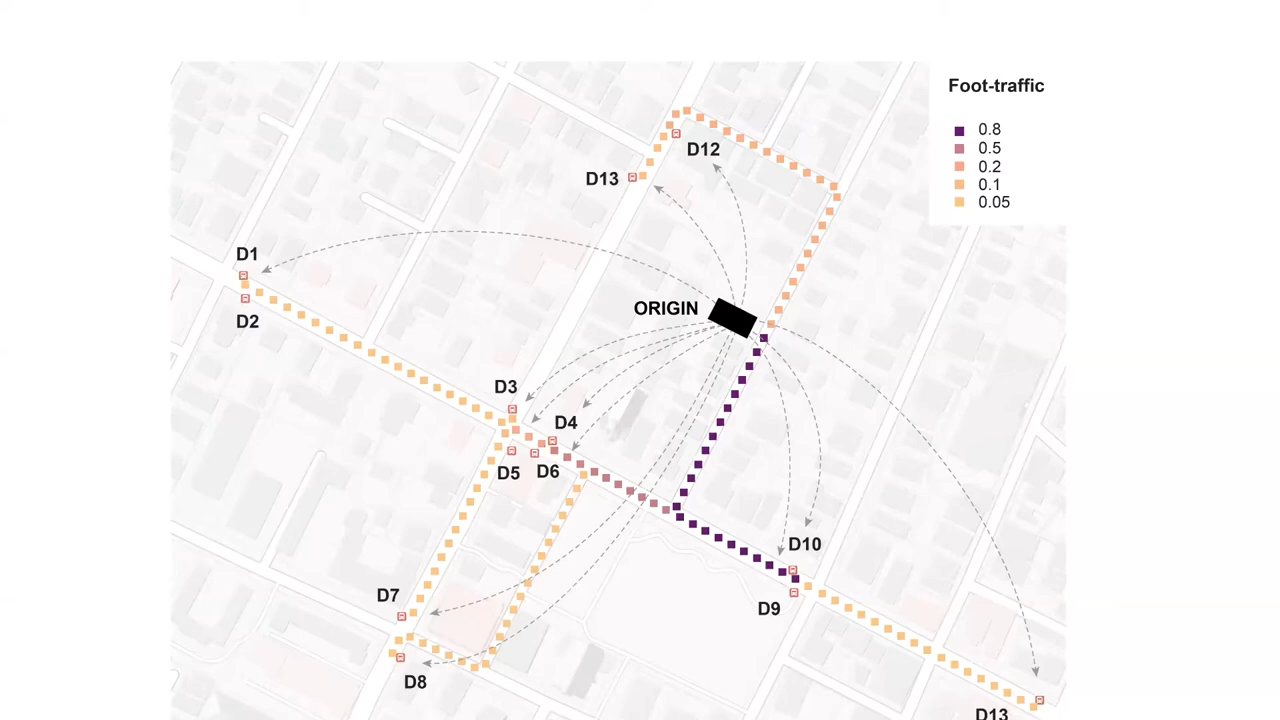 Foot-traffic
0.8
0.5
0.2
0.1
0.05
D12
D13
D1
ORIGIN
D2
D3
D4
D5
D6
D10
D7
D9
D8
D13